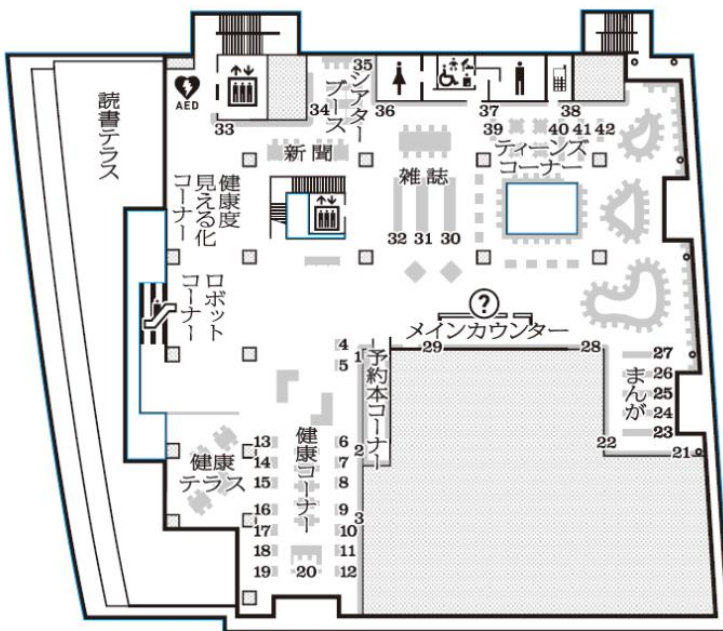 AED
33
34
35
シアター
ブース
36
37
38
読書テラス
新聞
雑誌
39
40
41
42
ティーンズ
コーナー
健康度
見える化
コーナー
32
31
30
ロボット
コーナー
?
メインカウンター
29
28
4
5
1
予約本コーナー
27
26
25
24
23
まんが
22
21
13
14
15
16
17
18
19
健康
テラス
健康コーナー
20
6
7
8
9
10
11
12
2
3